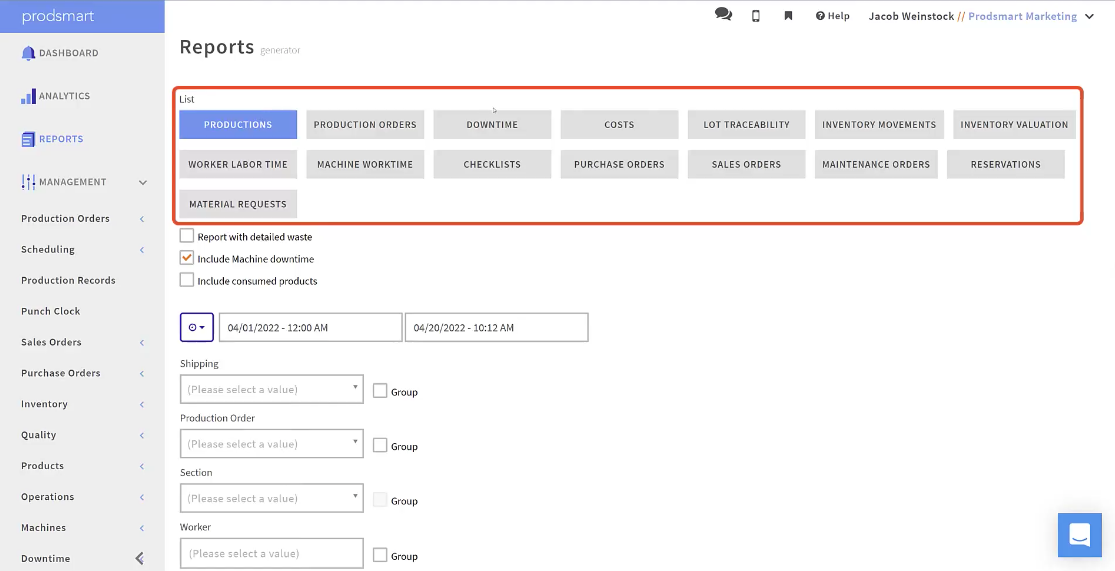 prodsmart
Help
Jacob Weinstock // Prodsmart Marketing
DASHBOARD
ANALYTICS
REPORTS
MANAGEMENT
Production Orders
Scheduling
Production Records
Punch Clock
Sales Orders
Purchase Orders
Inventory
Quality
Products
Operations
Machines
Downtime
Reports generator
List
PRODUCTIONS PRODUCTION ORDERS DOWNTIME COSTS LOT TRACEABILITY INVENTORY MOVEMENTS INVENTORY VALUATION
WORKER LABOR TIME MACHINE WORKTIME CHECKLISTS PURCHASE ORDERS SALES ORDERS MAINTENANCE ORDERS RESERVATIONS
MATERIAL REQUESTS
Report with detailed waste
Include Machine downtime
Include consumed products
04/01/2022 - 12:00 AM 04/20/2022 - 10:12 AM
Shipping
(Please select a value) Group
Production Order
(Please select a value) Group
Section
(Please select a value) Group
Worker
(Please select a value) Group